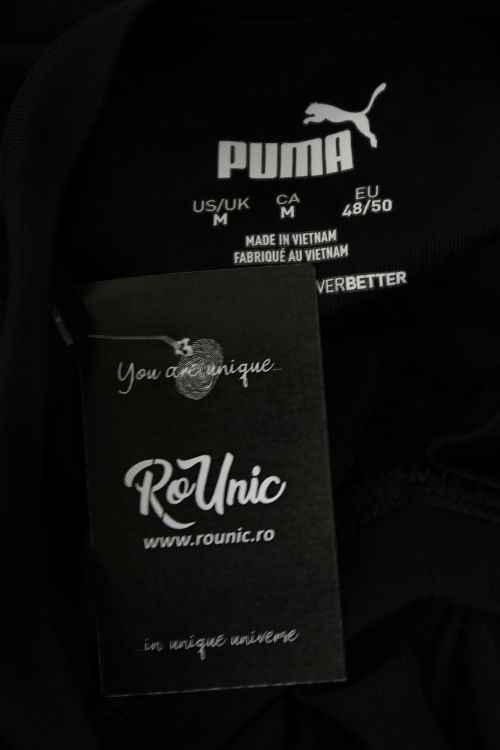 PUMA
US/UK CA EU
M M 48/50
MADE IN VIETNAM
FABRIQUÉ AU VIETNAM
VERBETTER
You are unique...
RoUnic
www.rounic.ro
...in unique universe